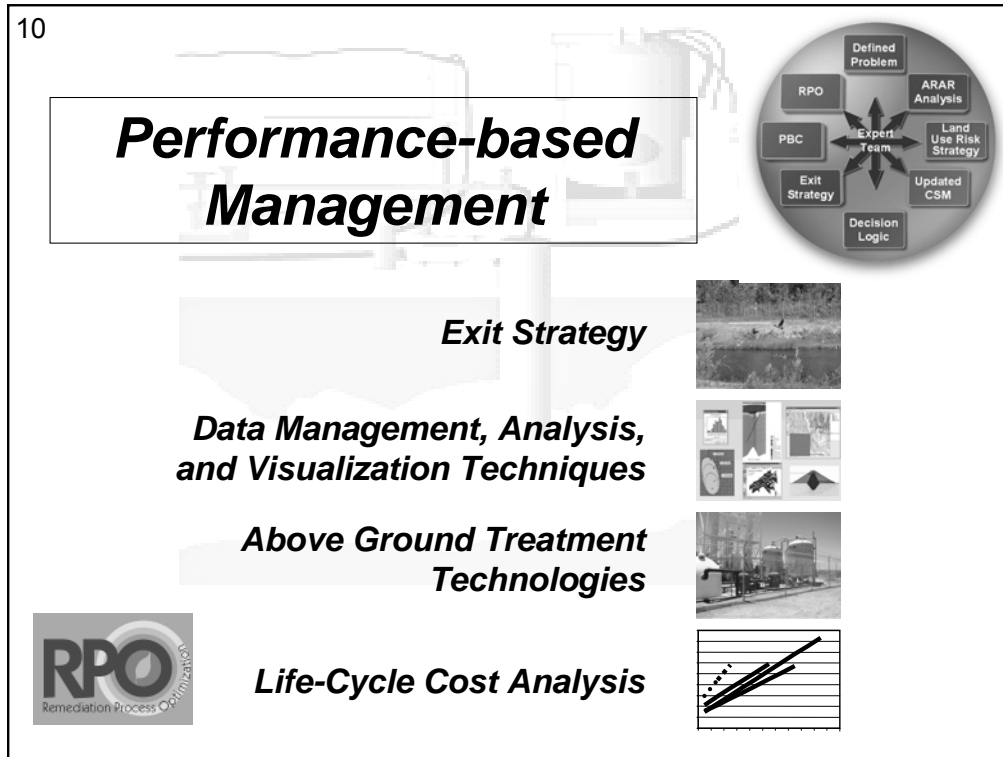 10
Performance-based
Management
Defined
Problem
RPO
ARAR
Analysis
PBC
Expert
Team
Land
Use Risk
Strategy
Exit
Strategy
Updated
CSM
Decision
Logic
Exit Strategy
Data Management, Analysis,
and Visualization Techniques
Above Ground Treatment
Technologies
RPO
Remediation Process Optimization
Life-Cycle Cost Analysis